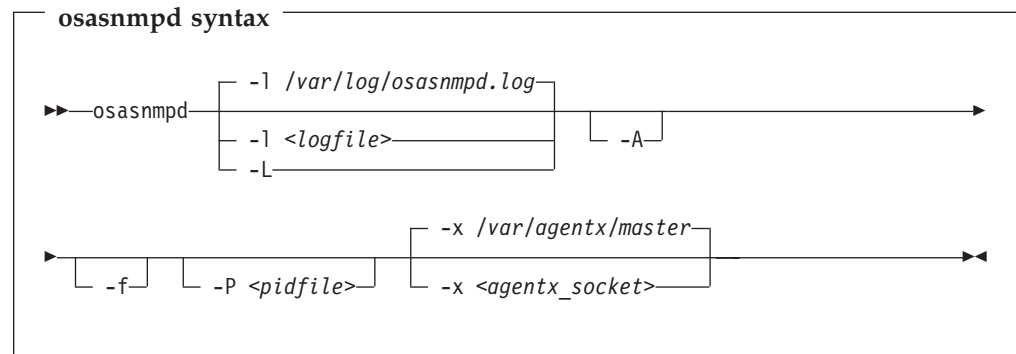 osasnmpd syntax
-l /var/log/osasnmpd.log
osasnmpd
-l <logfile>
-A
-L
-x /var/agentx/master
-f
-P <pidfile>
-x <agentx_socket>